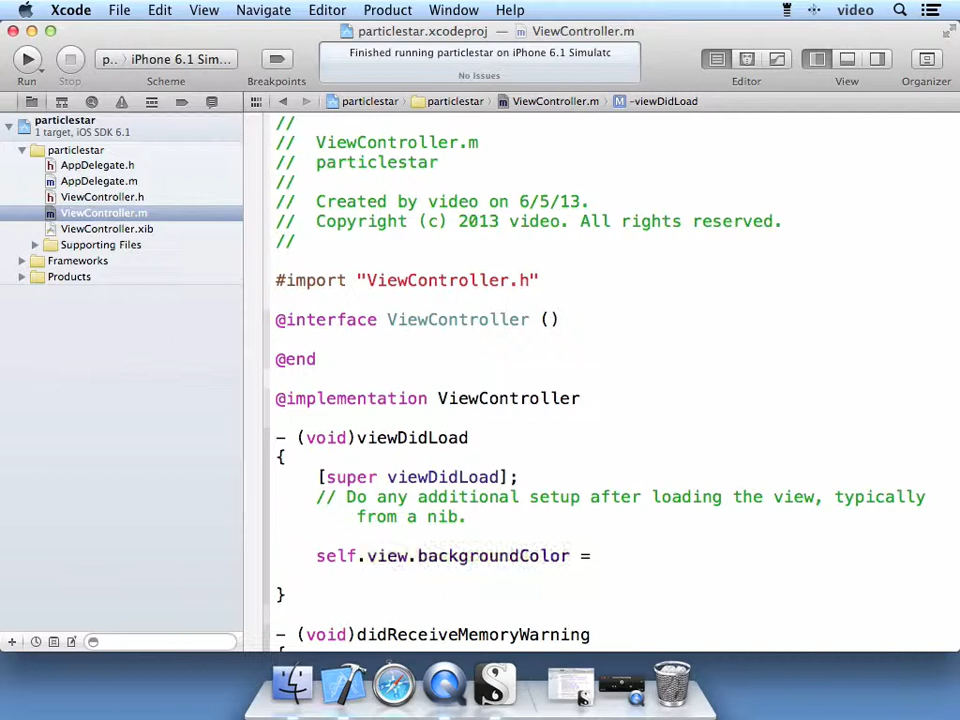 Xcode File Edit View Navigate Editor Product Window Help video
particlestar.xcodeproj — ViewController.m
p.. iPhone 6.1 Sim... Finished running particlestar on iPhone 6.1 Simulatc
No Issues
Run Stop Scheme Breakpoints Editor View Organizer
particlestar particlestar ViewController.m M -viewDidLoad
particlestar
1 target, iOS SDK 6.1
particlestar
h AppDelegate.h
m AppDelegate.m
h ViewController.h
m ViewController.m
ViewController.xib
Supporting Files
Frameworks
Products
//
// ViewController.m
// particlestar
//
// Created by video on 6/5/13.
// Copyright (c) 2013 video. All rights reserved.
//
#import "ViewController.h"
@interface ViewController ()
@end
@implementation ViewController
- (void)viewDidLoad
{
[super viewDidLoad];
// Do any additional setup after loading the view, typically
from a nib.
self.view.backgroundColor =
}
- (void)didReceiveMemoryWarning